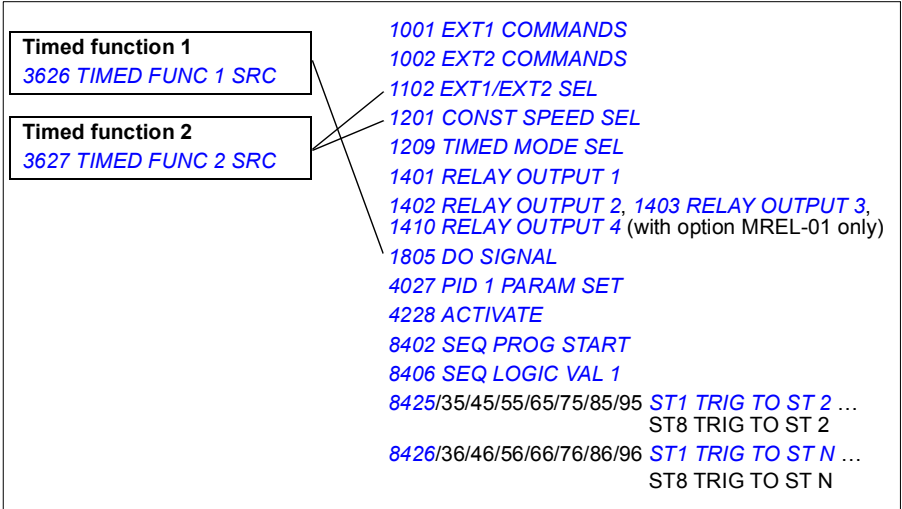 Timed function 1
3626 TIMED FUNC 1 SRC
Timed function 2
3627 TIMED FUNC 2 SRC
1001 EXT1 COMMANDS
1002 EXT2 COMMANDS
1102 EXT1/EXT2 SEL
1201 CONST SPEED SEL
1209 TIMED MODE SEL
1401 RELAY OUTPUT 1
1402 RELAY OUTPUT 2, 1403 RELAY OUTPUT 3,
1410 RELAY OUTPUT 4 (with option MREL-01 only)
1805 DO SIGNAL
4027 PID 1 PARAM SET
4228 ACTIVATE
8402 SEQ PROG START
8406 SEQ LOGIC VAL 1
8425/35/45/55/65/75/85/95 ST1 TRIG TO ST 2 …
ST8 TRIG TO ST 2
8426/36/46/56/66/76/86/96 ST1 TRIG TO ST N …
ST8 TRIG TO ST N